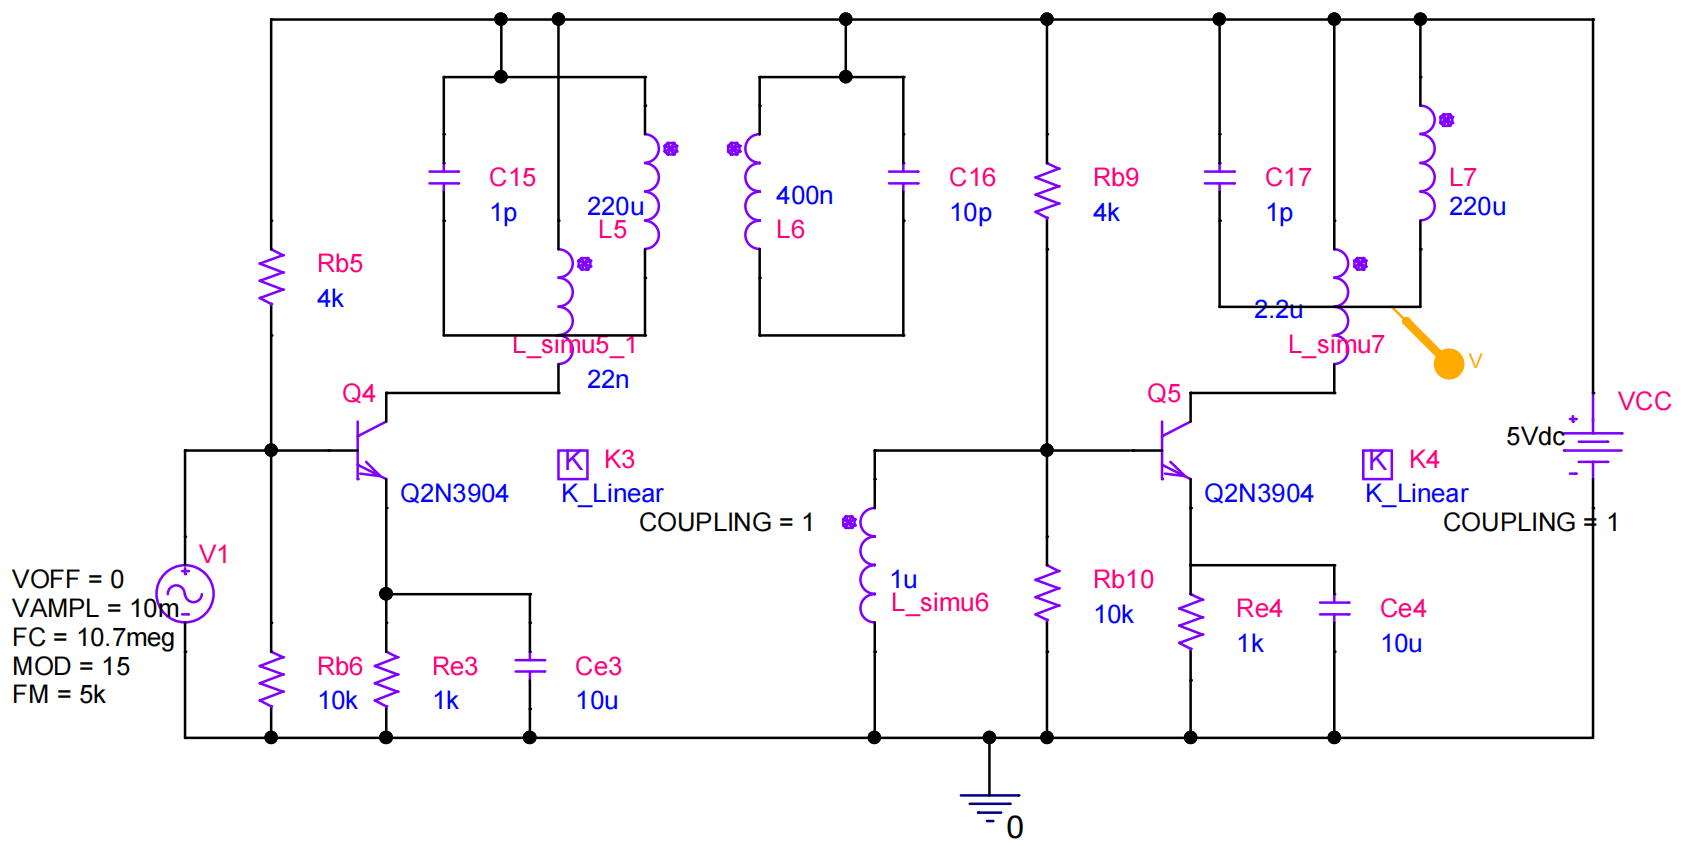 C15
1p
220u
L5
400n
L6
C16
10p
Rb9
4k
C17
1p
L7
220u
Rb5
4k
2.2u
L_simu5_1
22n
L_simu7
V
Q4
Q5
VCC
5Vdc
K
K3
K_Linear
COUPLING = 1
K
K4
K_Linear
COUPLING = 1
Q2N3904
Q2N3904
V1
VOFF = 0
VAMPL = 10m
FC = 10.7meg
MOD = 15
FM = 5k
1u
L_simu6
Rb10
10k
Re4
1k
Ce4
10u
Rb6
10k
Re3
1k
Ce3
10u
0